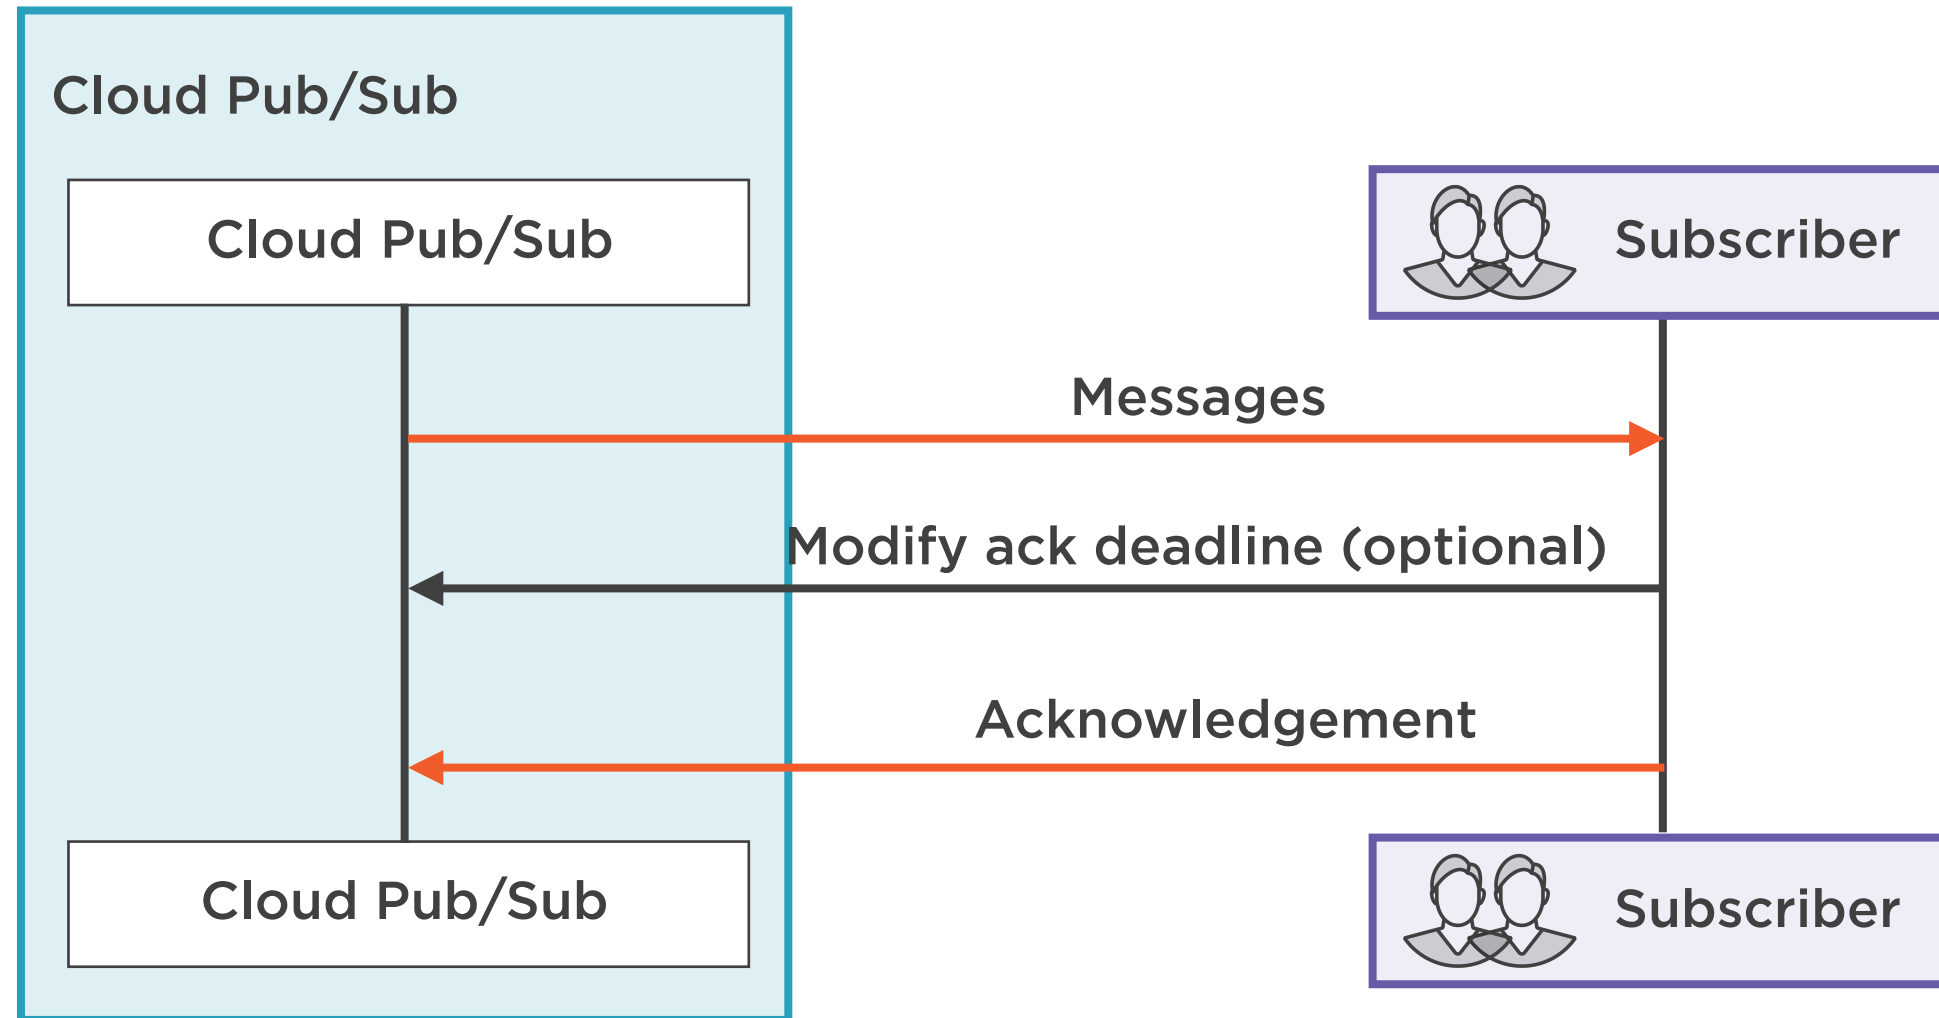 Cloud Pub/Sub
Cloud Pub/Sub
Subscriber
Messages
Modify ack deadline (optional)
Acknowledgement
Cloud Pub/Sub
Subscriber